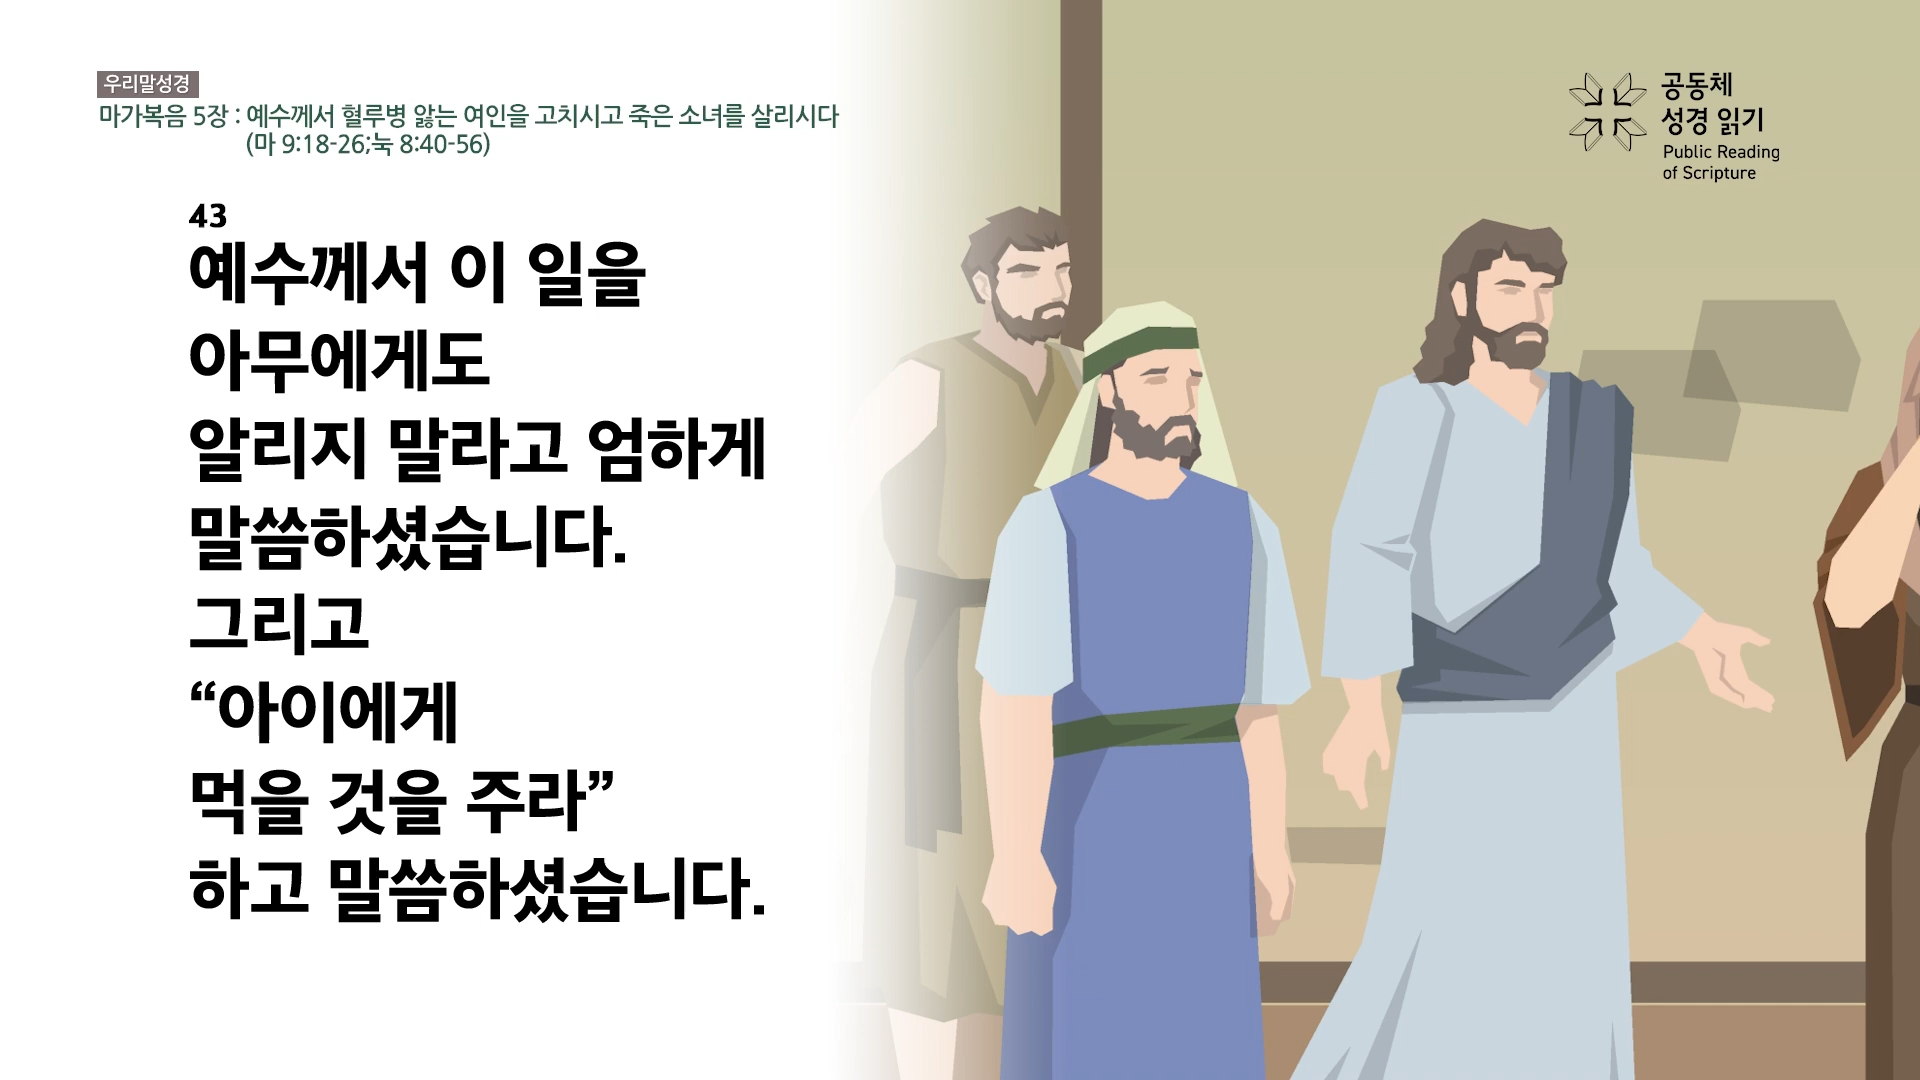 우리말성경
마가복음 5장 : 예수께서 혈루병 앓는 여인을 고치시고 죽은 소녀를 살리시다
(마 9:18-26;눅 8:40-56)
43
예수께서 이 일을
아무에게도
알리지 말라고 엄하게
말씀하셨습니다.
그리고
“아이에게
먹을 것을 주라”
하고 말씀하셨습니다.
공동체
성경 읽기
Public Reading
of Scripture